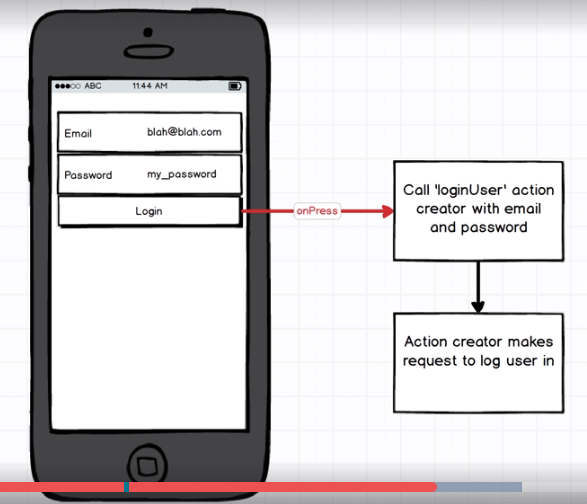 ABC 11:44 AM
Email blah@blah.com
Password my_password
Login
onPress
Call 'loginUser' action
creator with email
and password
Action creator makes
request to log user in